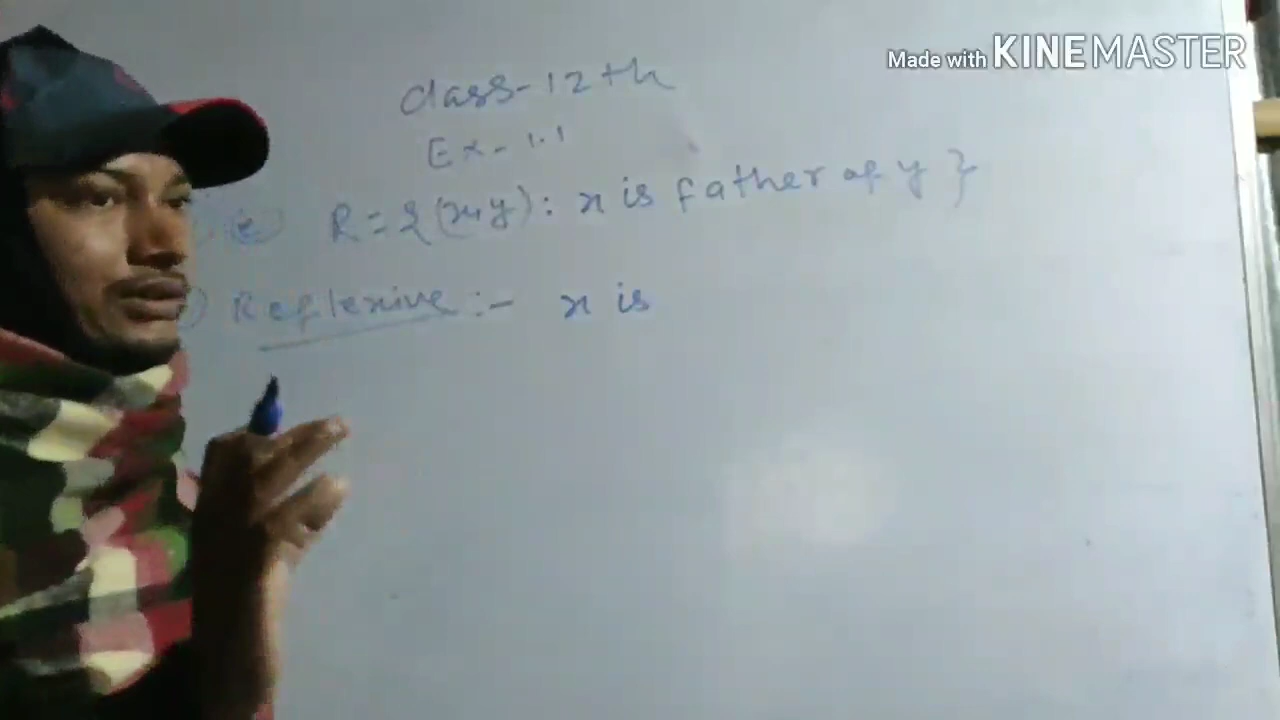 Made with KINEMASTER
Class-12th
Ex-1.1
R={(x,y): x is father of y}
Reflexive:- x is